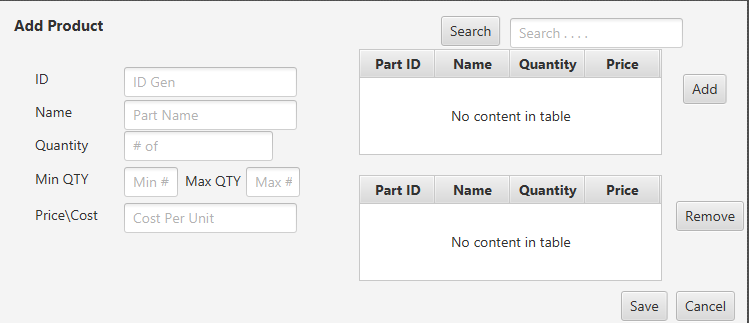 Add Product
Search Search . . . .
ID ID Gen
Name Part Name
Quantity # of
Min QTY Min # Max QTY Max #
Price\Cost Cost Per Unit
Part ID Name Quantity Price
No content in table
Add
Part ID Name Quantity Price
No content in table
Remove
Save Cancel